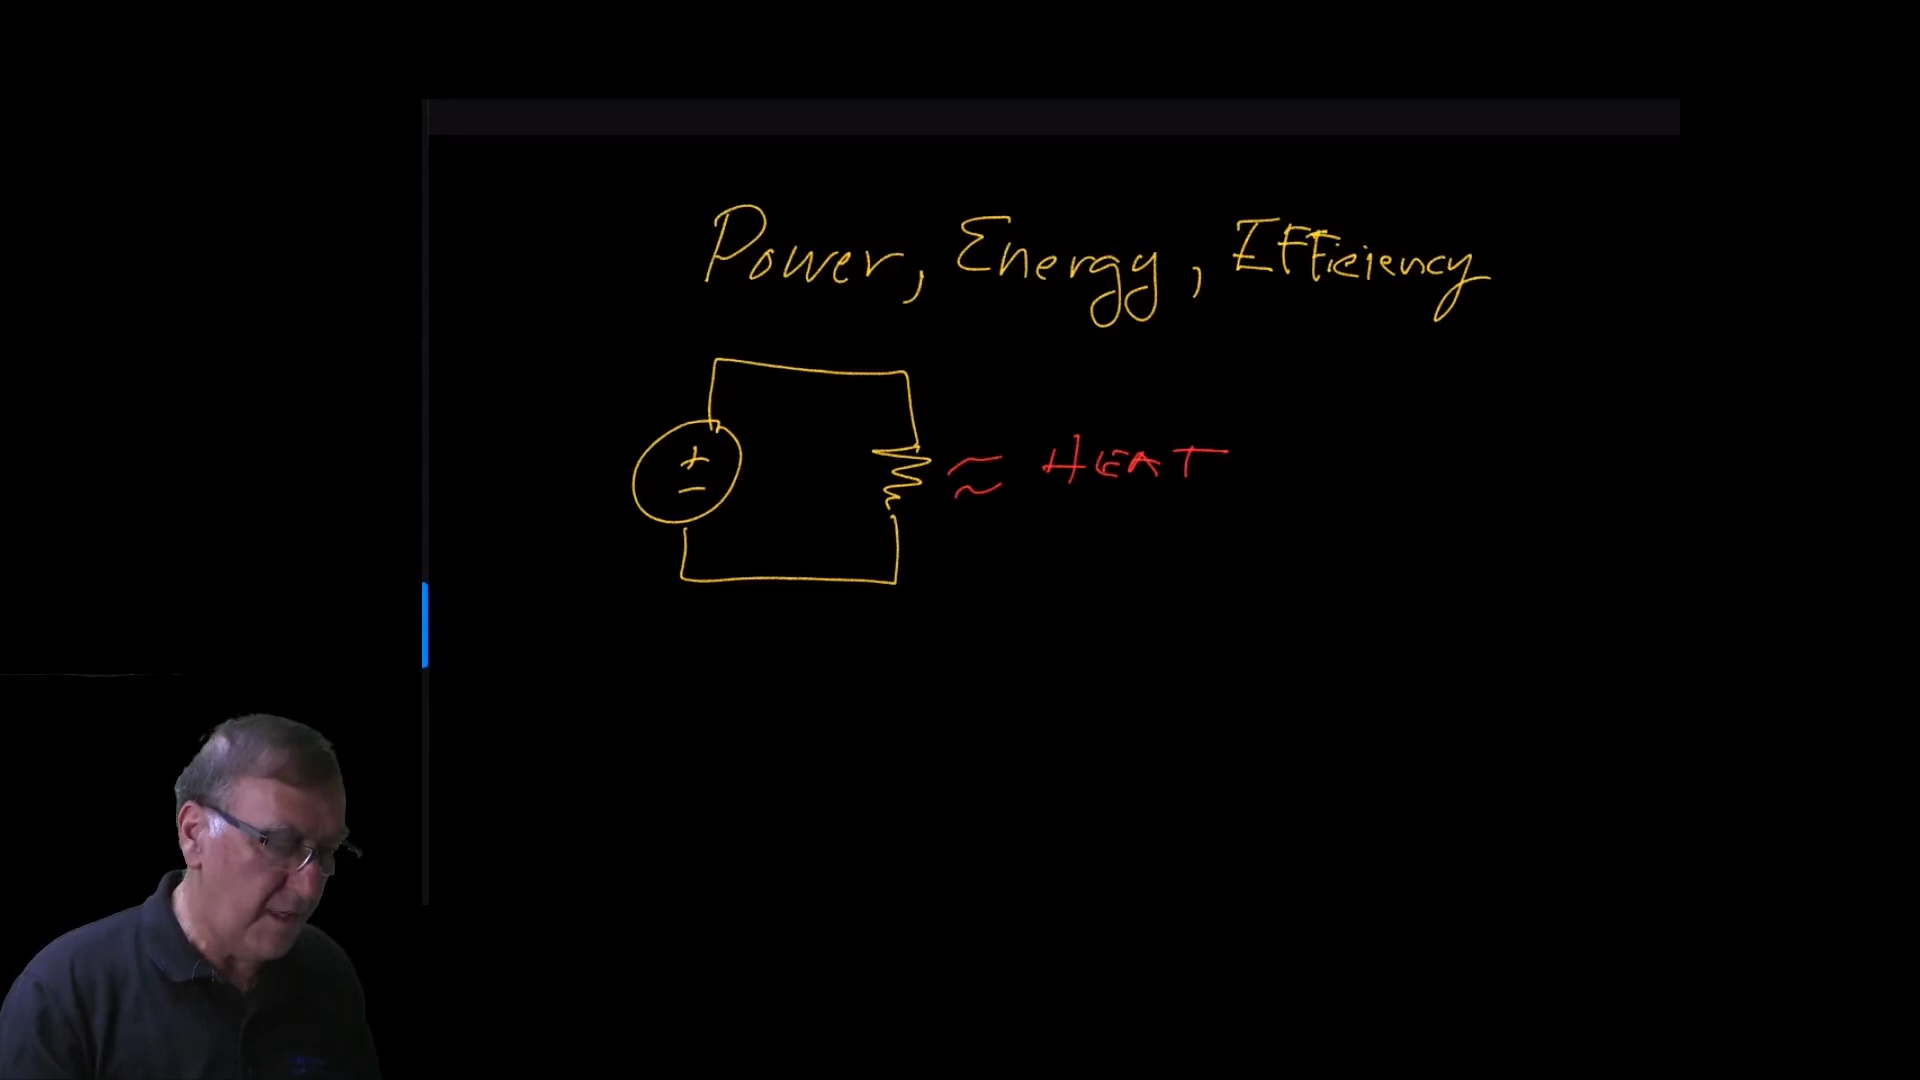 Power, Energy, Efficiency
+
−
≈ HEAT